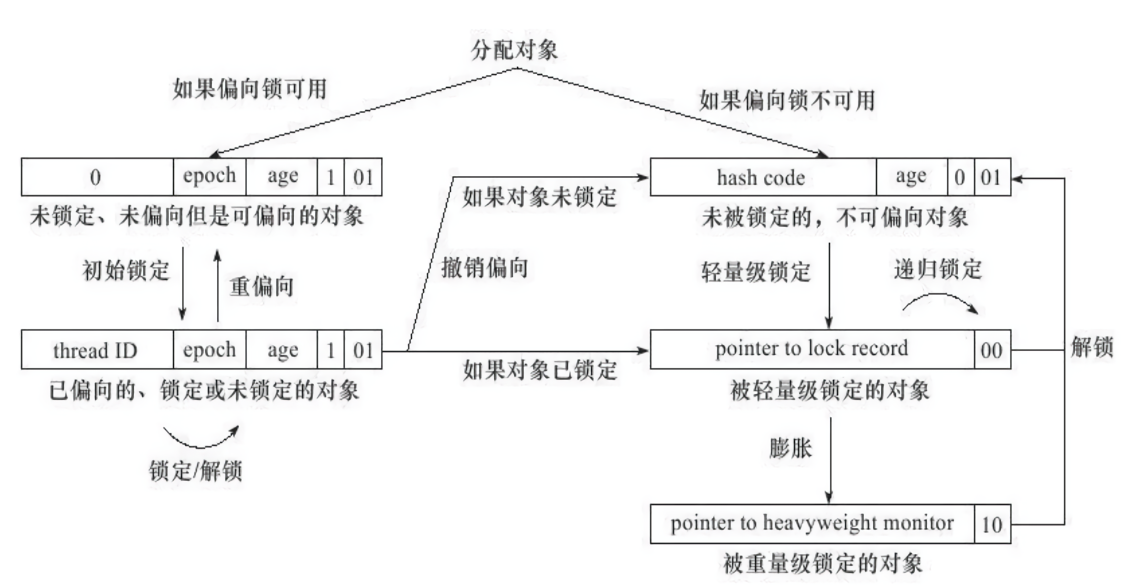 分配对象
如果偏向锁可用
如果偏向锁不可用
0 epoch age 1 01
hash code age 0 01
未锁定、未偏向但是可偏向的对象
如果对象未锁定
未被锁定的，不可偏向对象
初始锁定
重偏向
撤销偏向
轻量级锁定
递归锁定
thread ID epoch age 1 01
pointer to lock record 00
解锁
已偏向的、锁定或未锁定的对象
如果对象已锁定
被轻量级锁定的对象
锁定/解锁
膨胀
pointer to heavyweight monitor 10
被重量级锁定的对象